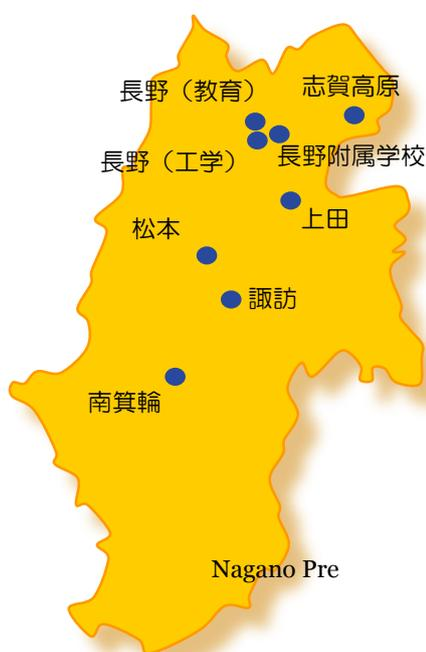 長野（教育）
志賀高原
長野（工学）
長野附属学校
上田
松本
諏訪
南箕輪
Nagano Pre